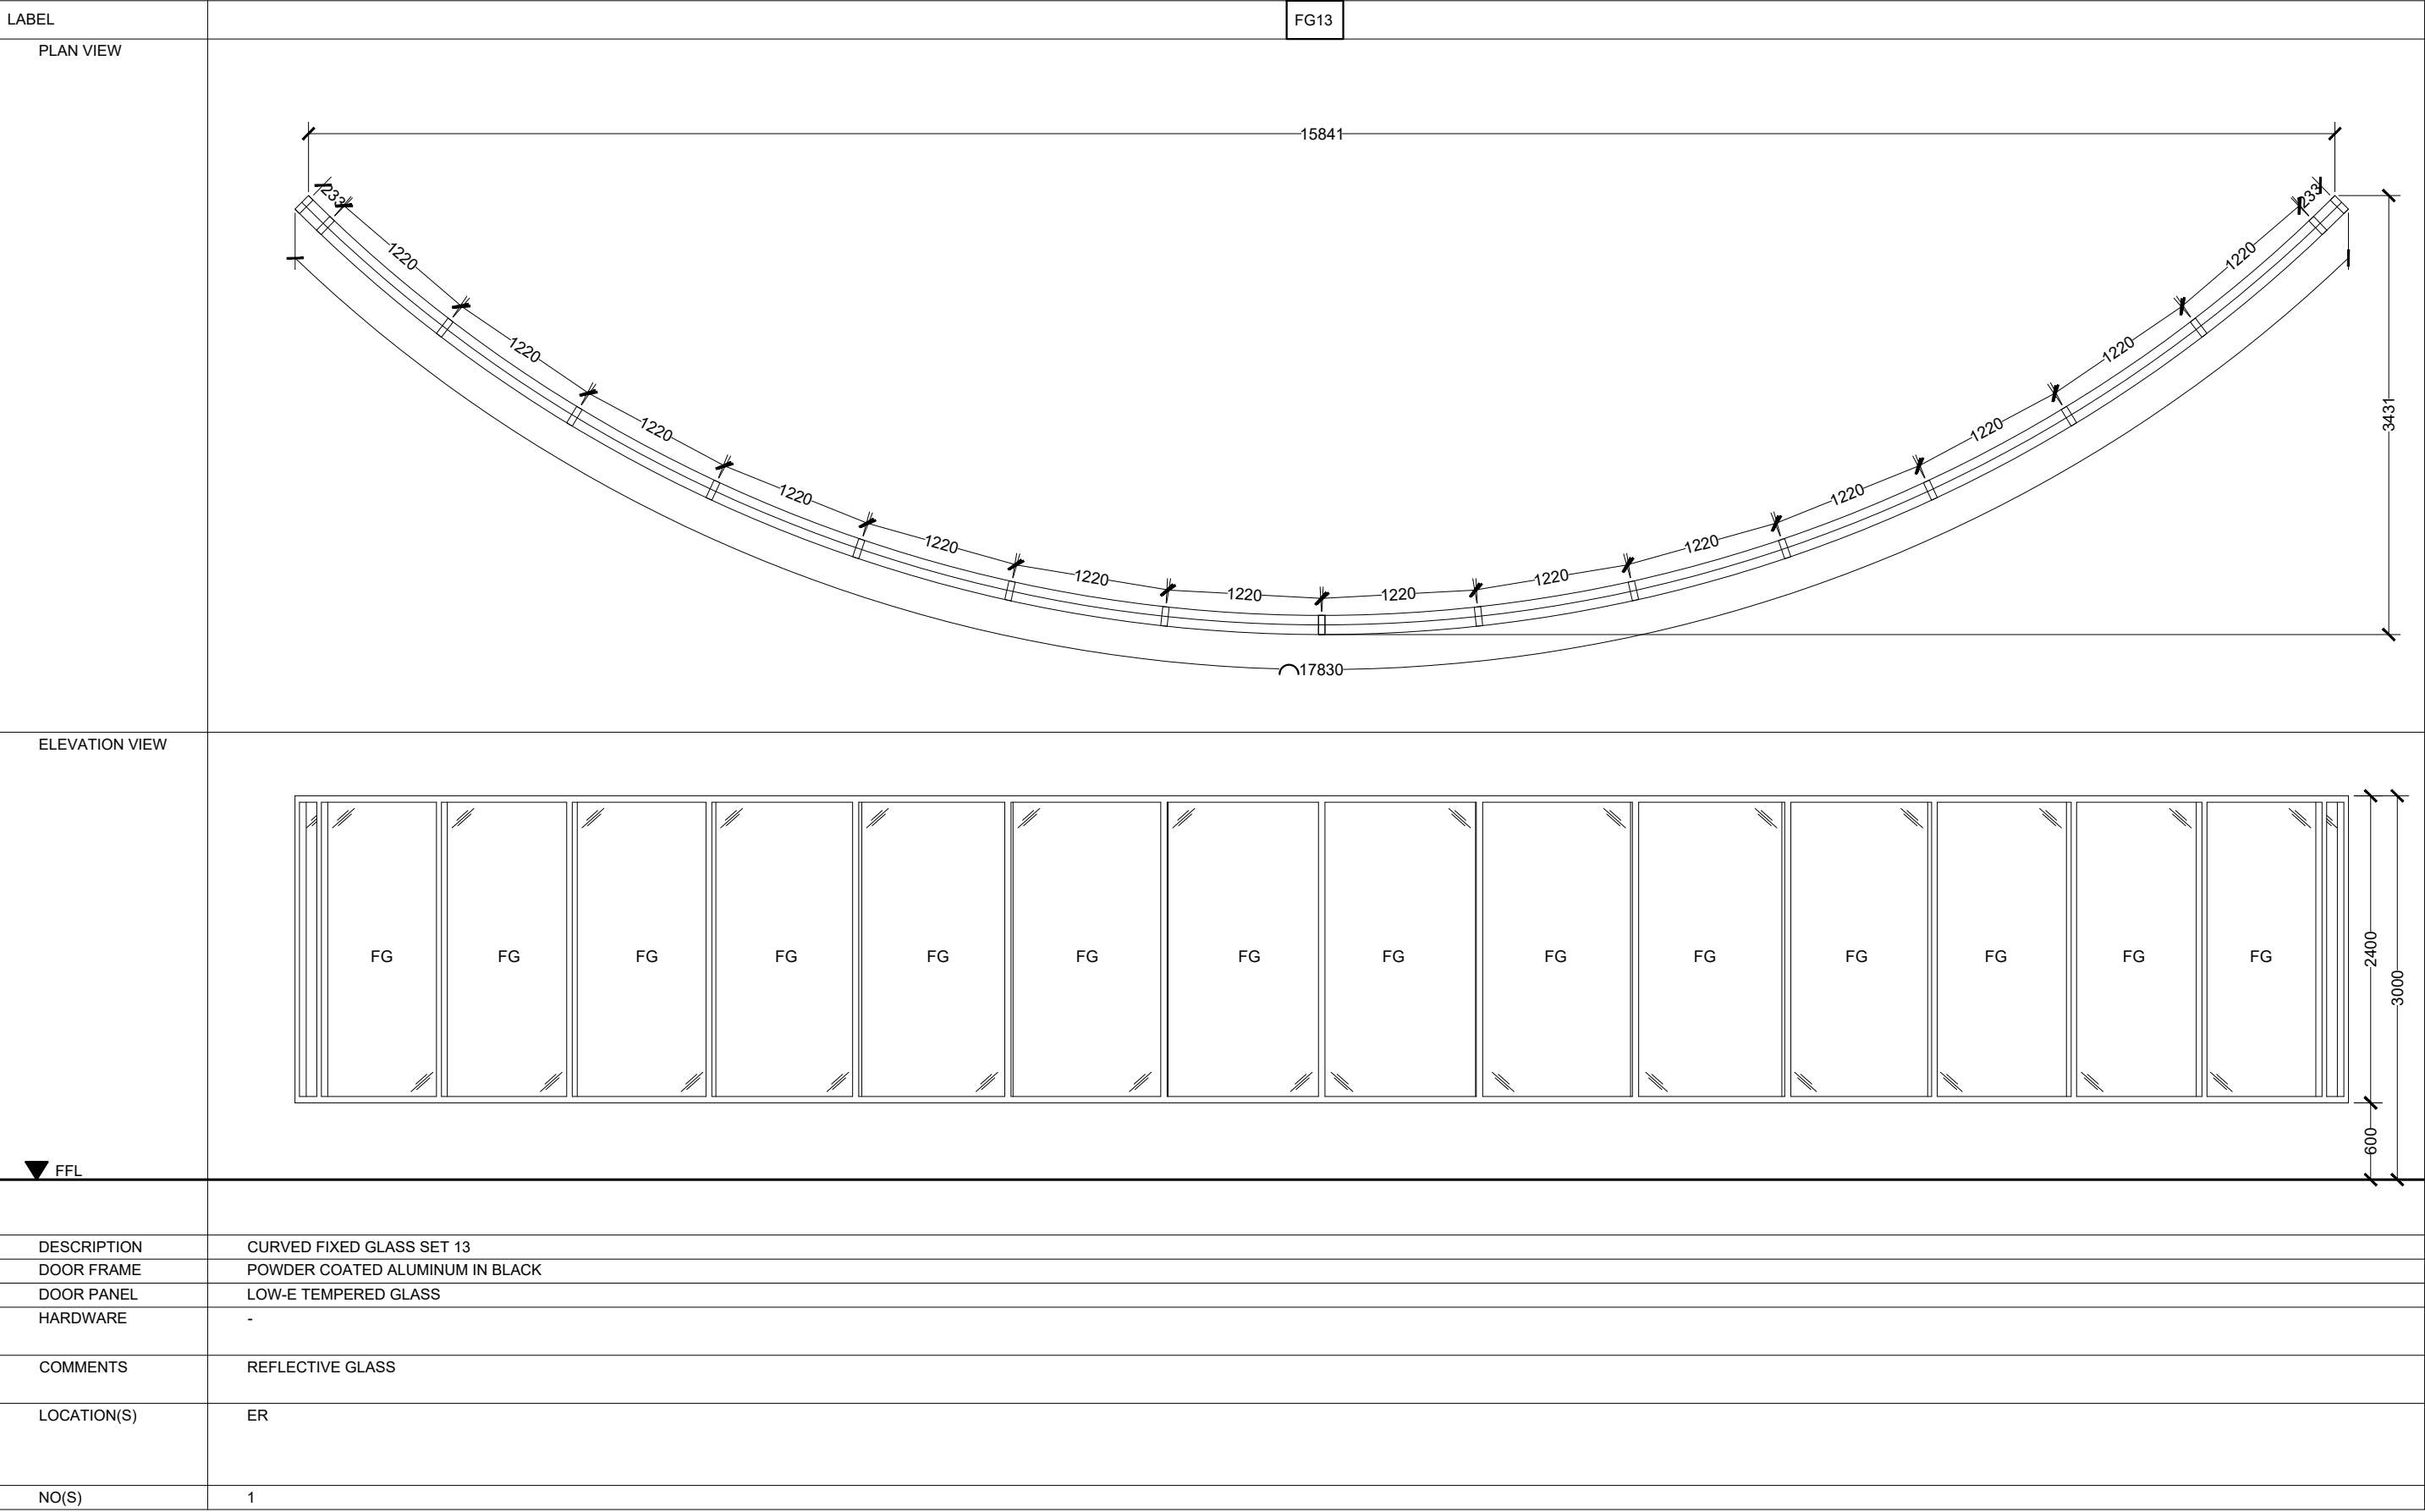 LABEL
FG13
PLAN VIEW
15841
233
233
1220
1220
1220
1220
1220
1220
1220
1220
1220
1220
1220
1220
1220
1220
3431
17830
ELEVATION VIEW
FG FG FG FG FG FG FG FG FG FG FG FG FG FG
2400
3000
600
FFL
DESCRIPTION CURVED FIXED GLASS SET 13
DOOR FRAME POWDER COATED ALUMINUM IN BLACK
DOOR PANEL LOW-E TEMPERED GLASS
HARDWARE -
COMMENTS REFLECTIVE GLASS
LOCATION(S) ER
NO(S) 1